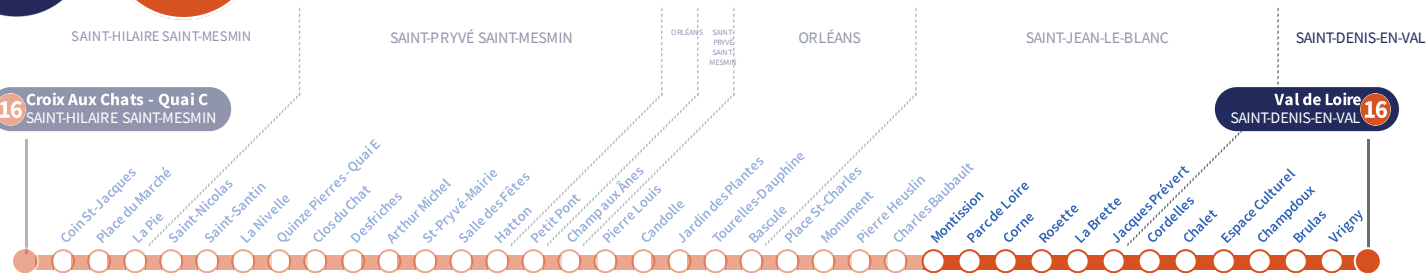 SAINT-HILAIRE SAINT-MESMIN
SAINT-PRYVÉ SAINT-MESMIN
ORLÉANS
SAINT-
PRYVÉ
SAINT-
MESMIN
ORLÉANS
SAINT-JEAN-LE-BLANC
SAINT-DENIS-EN-VAL
16
Croix Aux Chats - Quai C
SAINT-HILAIRE SAINT-MESMIN
Val de Loire
SAINT-DENIS-EN-VAL
16
Coin St-Jacques
Place du Marché
La Pie
Saint-Nicolas
Saint-Santin
La Nivelle
Quinze Pierres - Quai E
Clos du Chat
Desfriches
Arthur Michel
St-Pryvé-Mairie
Salle des Fêtes
Hatton
Petit Pont
Champ aux Ânes
Pierre Louis
Candolle
Jardin des Plantes
Tourelles-Dauphine
Bascule
Place St-Charles
Monument
Pierre Heuslin
Charles Baubault
Montission
Parc de Loire
Corne
Rosette
La Brette
Jacques Prévert
Cordelles
Chalet
Espace Culturel
Champdoux
Brulas
Vrigny